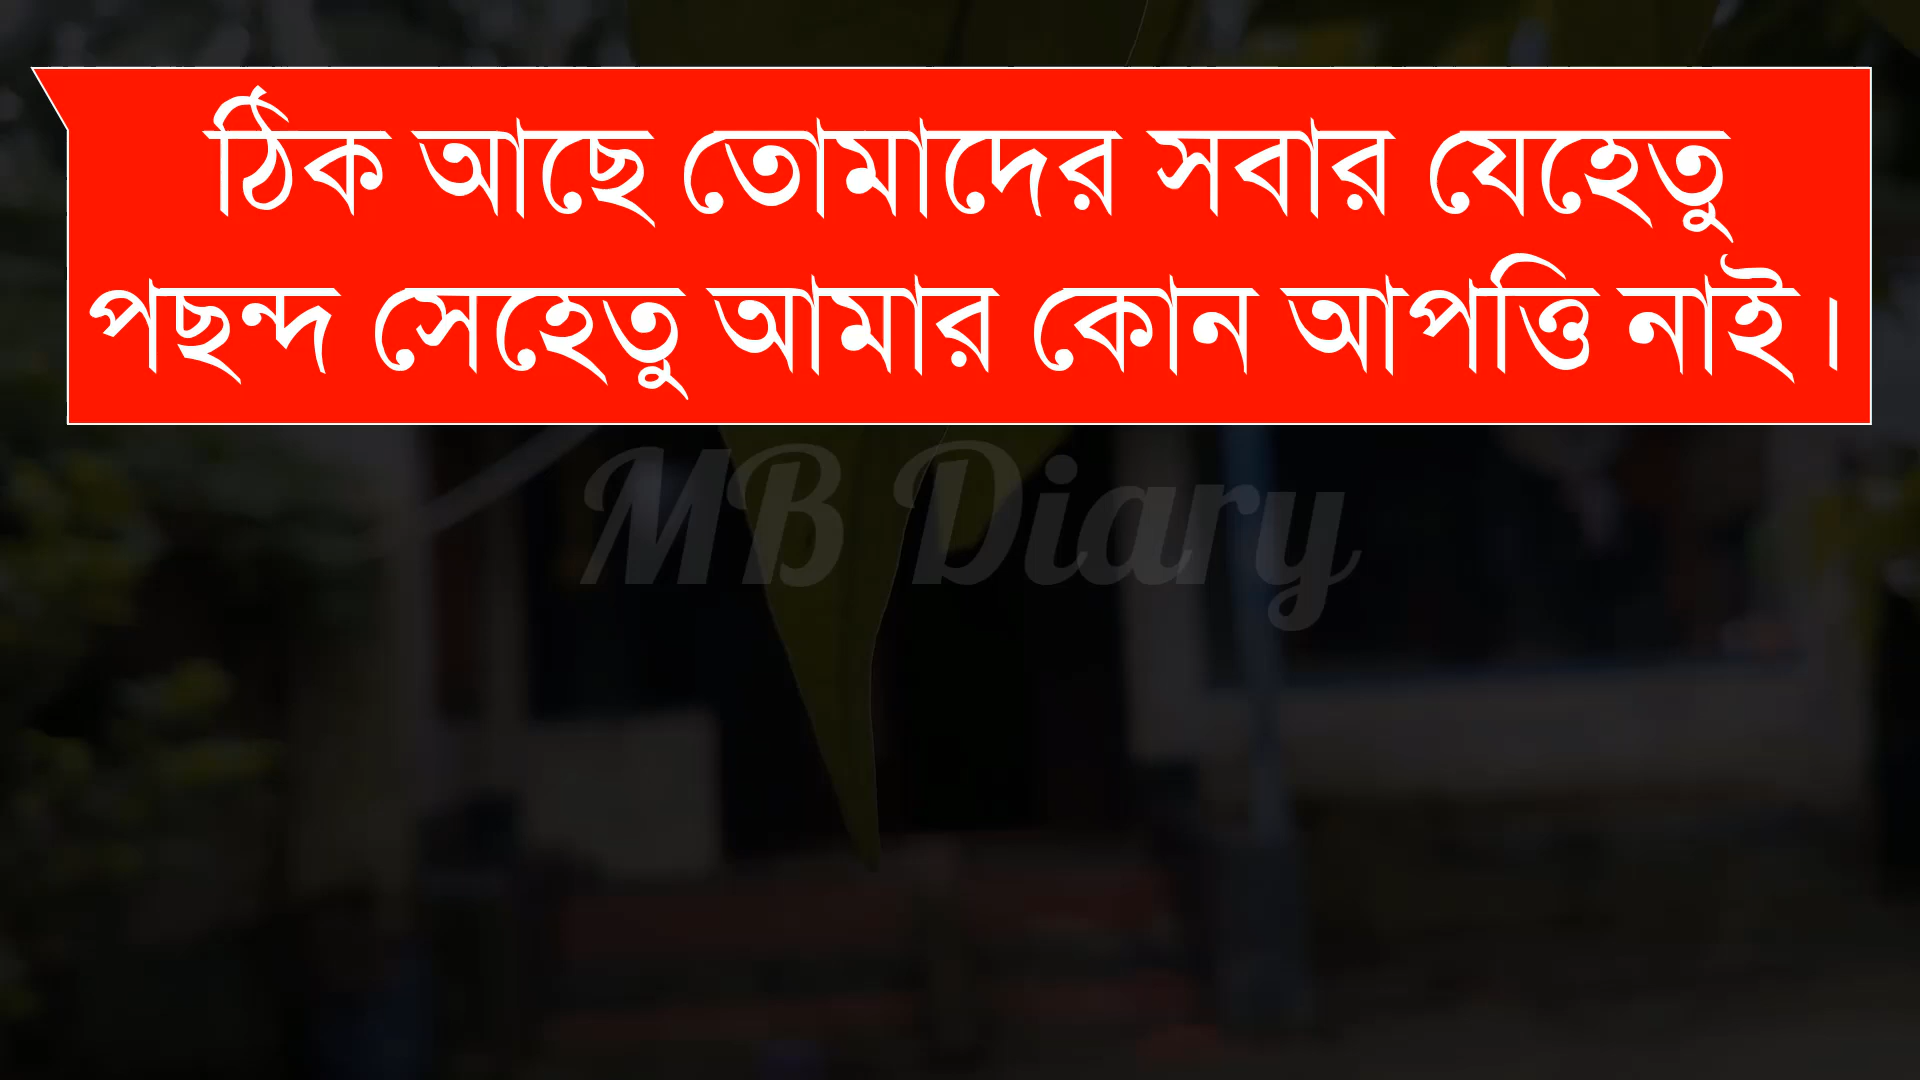 ঠিক আছে তোমাদের সবার যেহেতু
পছন্দ সেহেতু আমার কোন আপত্তি নাই।
MB Diary